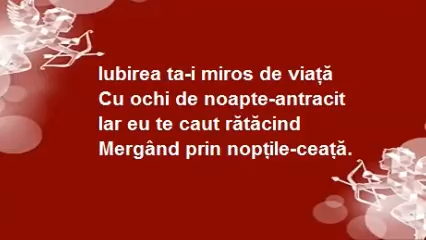 Iubirea ta-i miros de viață
Cu ochi de noapte-antracit
Iar eu te caut rătăcind
Mergând prin nopțile-ceață.